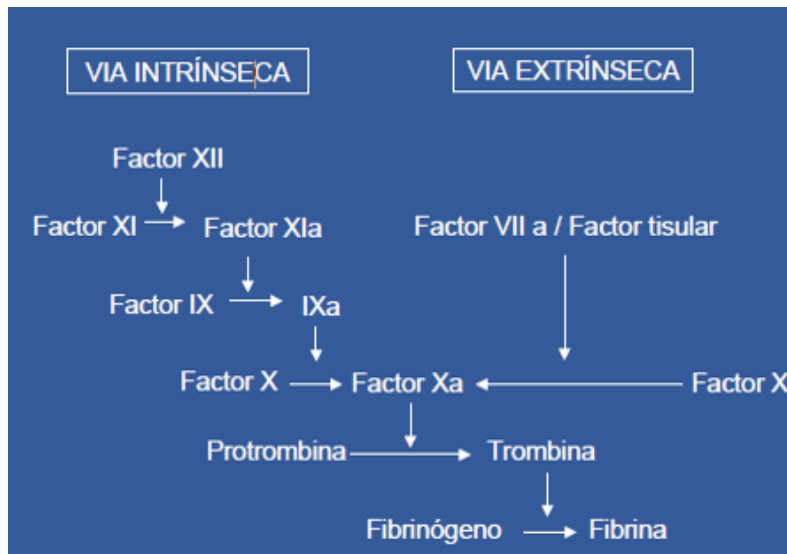 VIA INTRÍNSECA VIA EXTRÍNSECA
Factor XII
Factor XI Factor XIa Factor VII a / Factor tisular
Factor IX IXa
Factor X Factor Xa Factor X
Protrombina Trombina
Fibrinógeno Fibrina